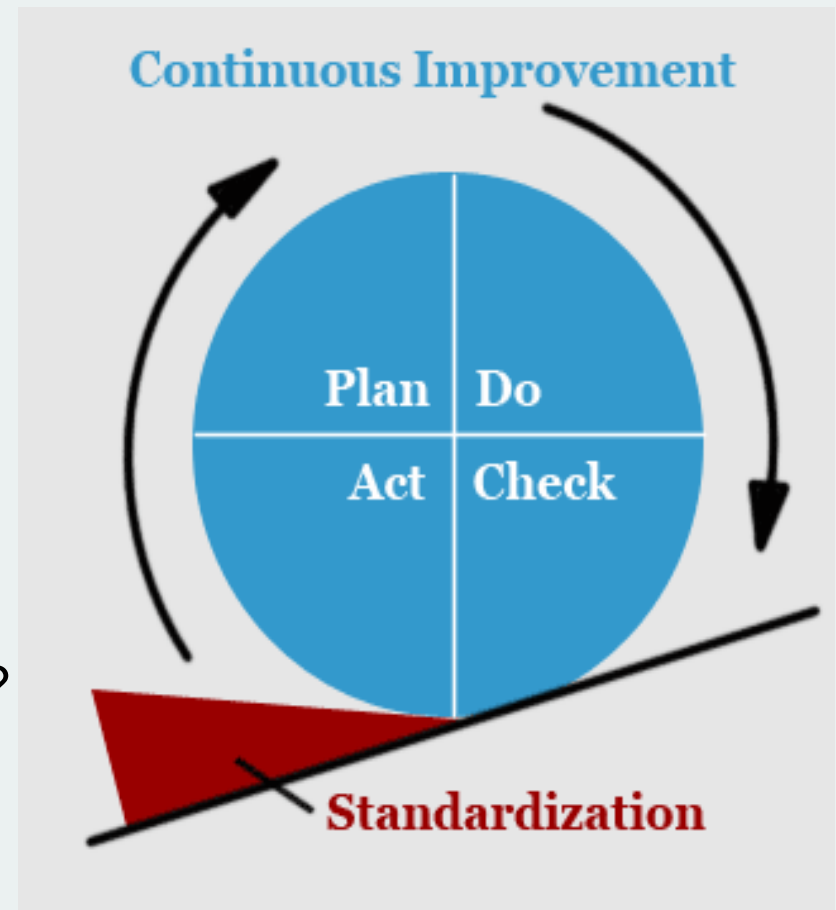 Continuous Improvement
Plan Do
Act Check
?
Standardization